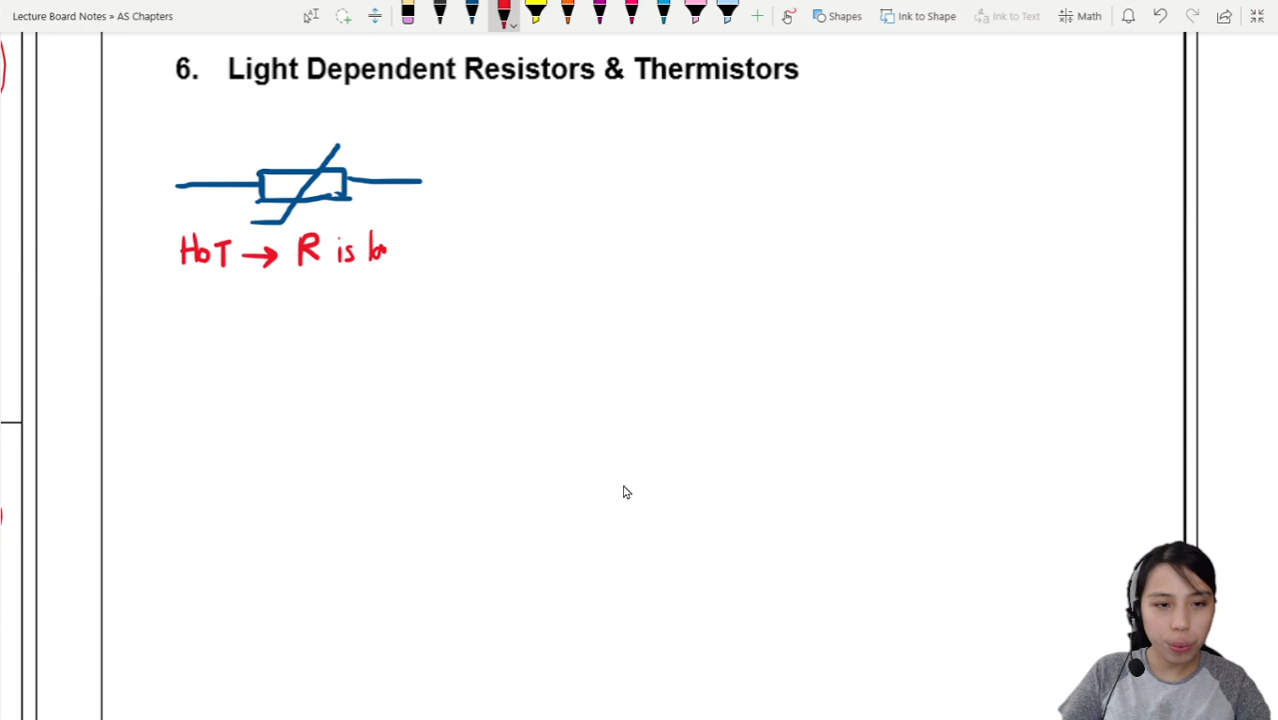 Lecture Board Notes » AS Chapters
Shapes
Ink to Shape
Ink to Text
Math
6. Light Dependent Resistors & Thermistors
HOT → R is